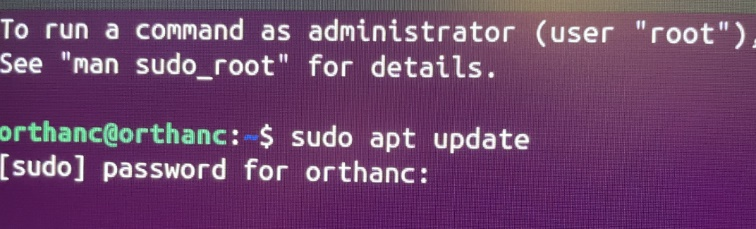 To run a command as administrator (user "root"),
See "man sudo_root" for details.
orthanc@orthanc:~$ sudo apt update
[sudo] password for orthanc: